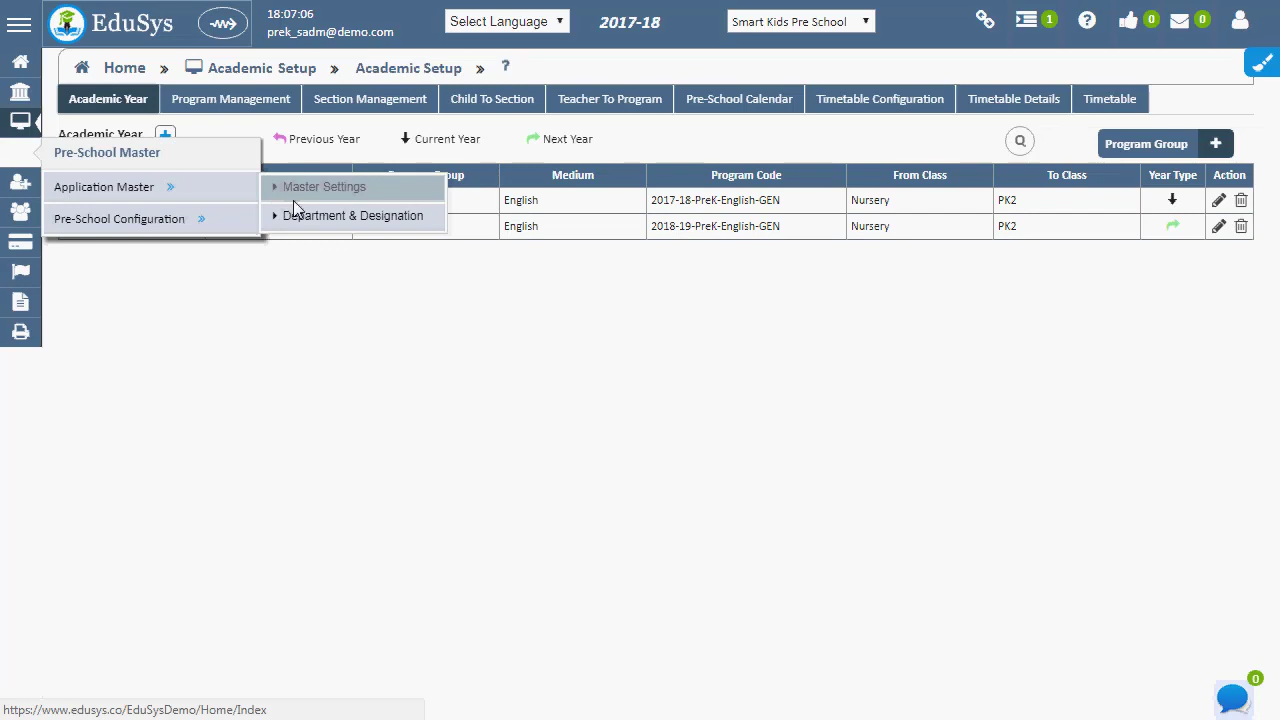 EduSys
18:07:06
prek_sadm@demo.com
Select Language
2017-18
Smart Kids Pre School
1
0
0
Home » Academic Setup » Academic Setup » ?
Academic Year
Program Management
Section Management
Child To Section
Teacher To Program
Pre-School Calendar
Timetable Configuration
Timetable Details
Timetable
Academic Year
Previous Year
Current Year
Next Year
Program Group
Pre-School Master
Application Master »
Pre-School Configuration »
Master Settings
Department & Designation
Medium Program Code From Class To Class Year Type Action
English 2017-18-PreK-English-GEN Nursery PK2
English 2018-19-PreK-English-GEN Nursery PK2
0
https://www.edusys.co/EduSysDemo/Home/Index